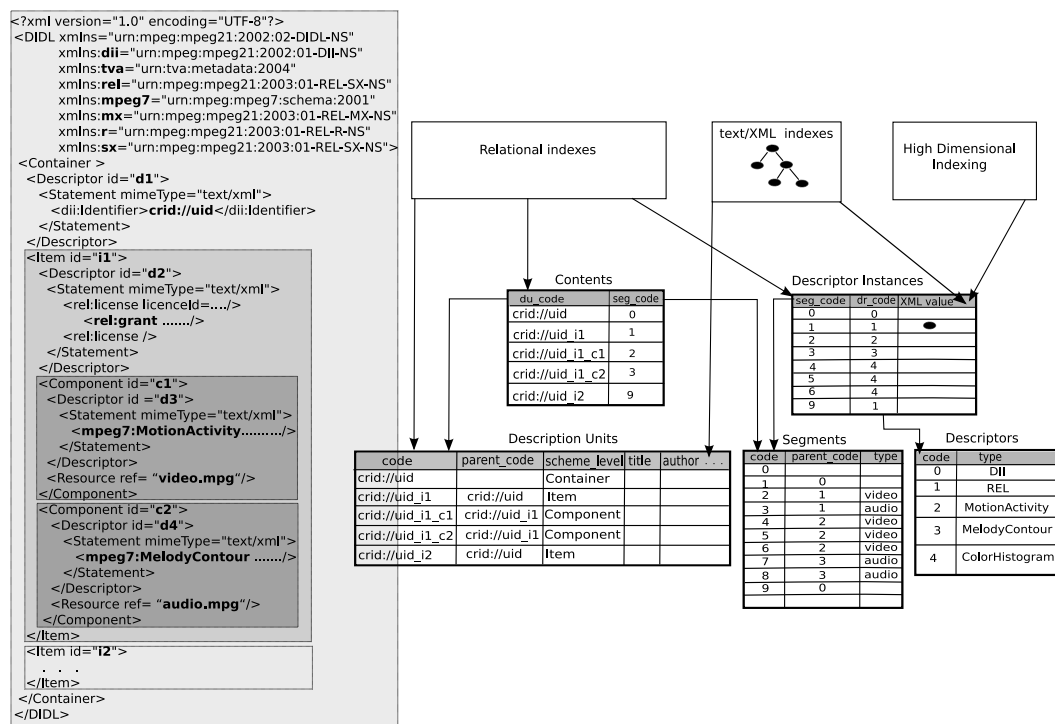 <?xml version="1.0" encoding="UTF-8"?>
<DIDL xmlns="urn:mpeg:mpeg21:2002:02-DIDL-NS"
xmlns:dii="urn:mpeg:mpeg21:2002:01-DII-NS"
xmlns:tva="urn:tva:metadata:2004"
xmlns:rel="urn:mpeg:mpeg21:2003:01-REL-SX-NS"
xmlns:mpeg7="urn:mpeg:mpeg7:schema:2001"
xmlns:mx="urn:mpeg:mpeg21:2003:01-REL-MX-NS"
xmlns:r="urn:mpeg:mpeg21:2003:01-REL-R-NS"
xmlns:sx="urn:mpeg:mpeg21:2003:01-REL-SX-NS">
<Container >
<Descriptor id="d1">
<Statement mimeType="text/xml">
<dii:Identifier>crid://uid</dii:Identifier>
</Statement>
</Descriptor>
<Item id="i1">
<Descriptor id="d2">
<Statement mimeType="text/xml">
<rel:license licenceId=..../>
<rel:grant ......./>
<rel:license />
</Statement>
</Descriptor>
<Component id="c1">
<Descriptor id ="d3">
<Statement mimeType="text/xml">
<mpeg7:MotionActivity........./>
</Statement>
</Descriptor>
<Resource ref= “video.mpg“/>
</Component>
<Component id="c2">
<Descriptor id="d4">
<Statement mimeType="text/xml">
<mpeg7:MelodyContour ......./>
</Statement>
</Descriptor>
<Resource ref= “audio.mpg“/>
</Component>
</Item>
<Item id="i2">
. . .
</Item>
</Container>
</DIDL>
Relational indexes
text/XML indexes
High Dimensional
Indexing
Contents
du_code seg_code
crid://uid 0
crid://uid_i1 1
crid://uid_i1_c1 2
crid://uid_i1_c2 3
crid://uid_i2 9
Descriptor Instances
seg_code dr_code XML value
0 0
1 1
2 2
3 3
4 4
5 4
6 4
9 1
Description Units
code parent_code scheme_level title author . . .
crid://uid Container
crid://uid_i1 crid://uid Item
crid://uid_i1_c1 crid://uid_i1 Component
crid://uid_i1_c2 crid://uid_i1 Component
crid://uid_i2 crid://uid Item
Segments
code parent_code type
0
1 0
2 1 video
3 1 audio
4 2 video
5 2 video
6 2 video
7 3 audio
8 3 audio
9 0
Descriptors
code type
0 DII
1 REL
2 MotionActivity
3 MelodyContour
4 ColorHistogram